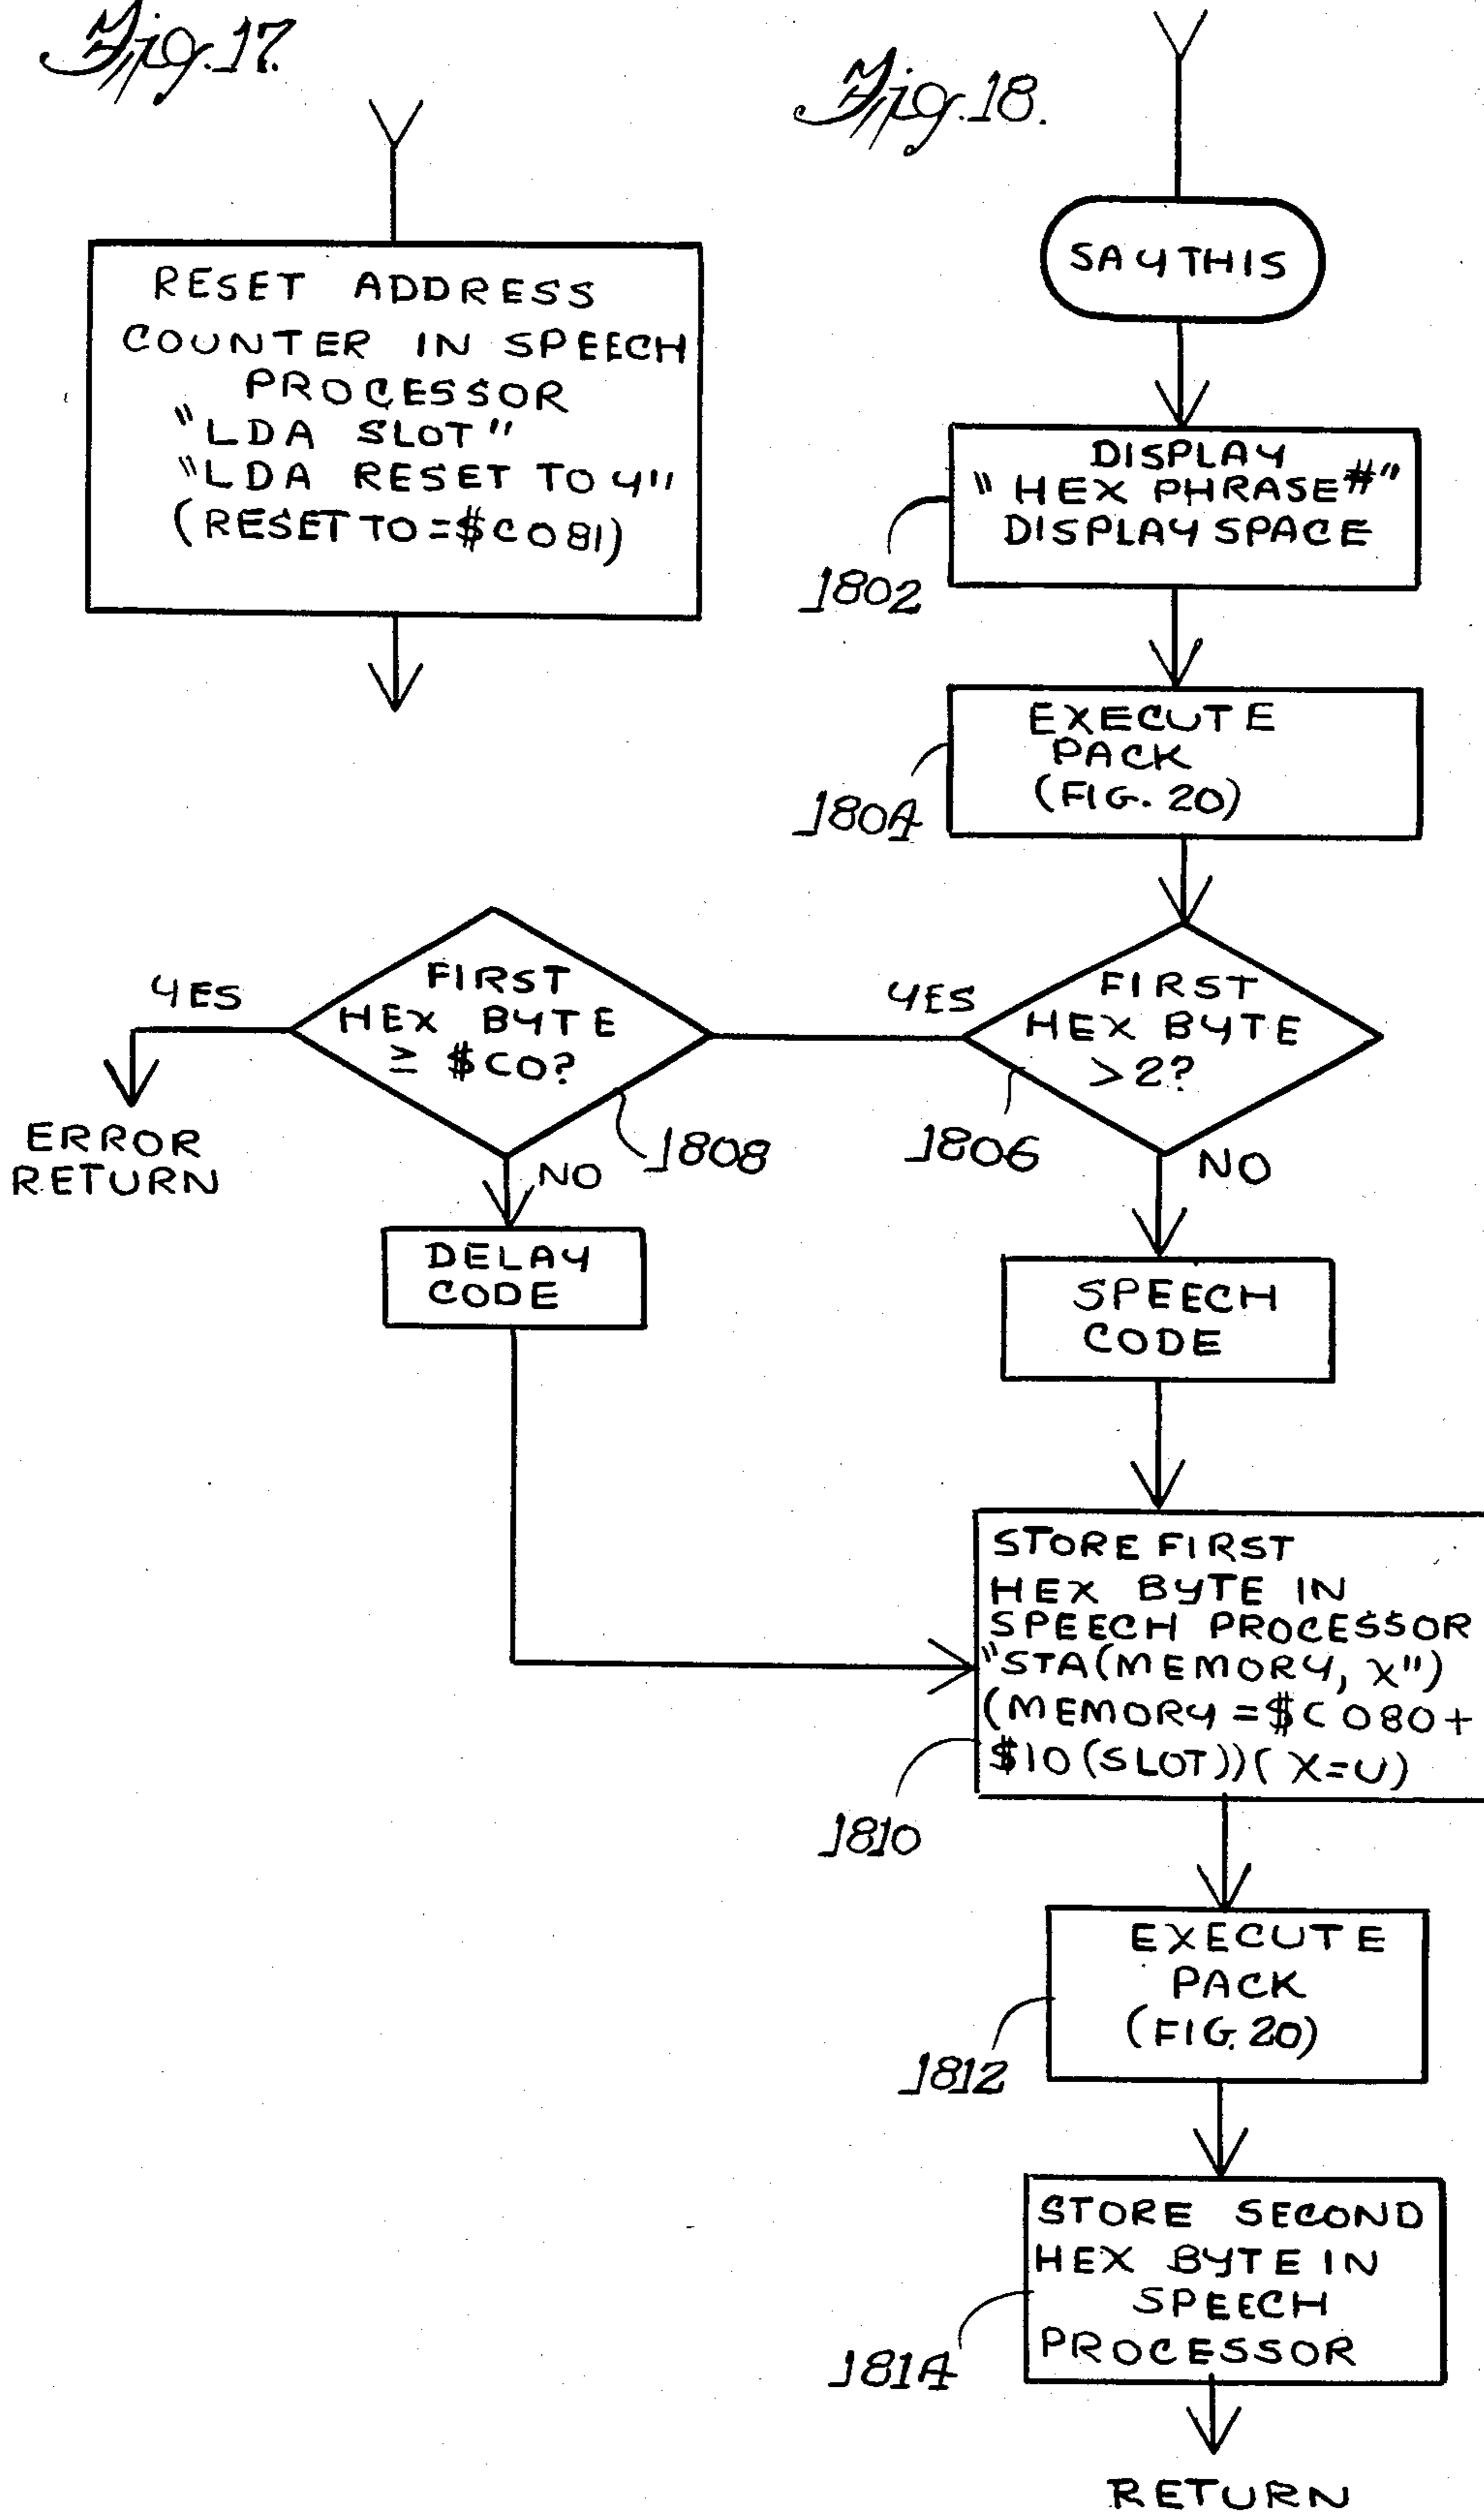 Fig. 17.
RESET ADDRESS
COUNTER IN SPEECH
PROCESSOR
"LDA SLOT"
"LDA RESET TO Y"
(RESET TO = $C081)
Fig. 18.
SAY THIS
DISPLAY
"HEX PHRASE #"
DISPLAY SPACE
1802
EXECUTE
PACK
(FIG. 20)
1804
FIRST
HEX BYTE
>2?
1806
YES
NO
FIRST
HEX BYTE
≥ $C0?
1808
YES
ERROR
RETURN
NO
DELAY
CODE
SPEECH
CODE
STORE FIRST
HEX BYTE IN
SPEECH PROCESSOR
"STA(MEMORY, X")
(MEMORY = $C080+
$10 (SLOT))(X=U)
1810
EXECUTE
PACK
(FIG. 20)
1812
STORE SECOND
HEX BYTE IN
SPEECH
PROCESSOR
1814
RETURN